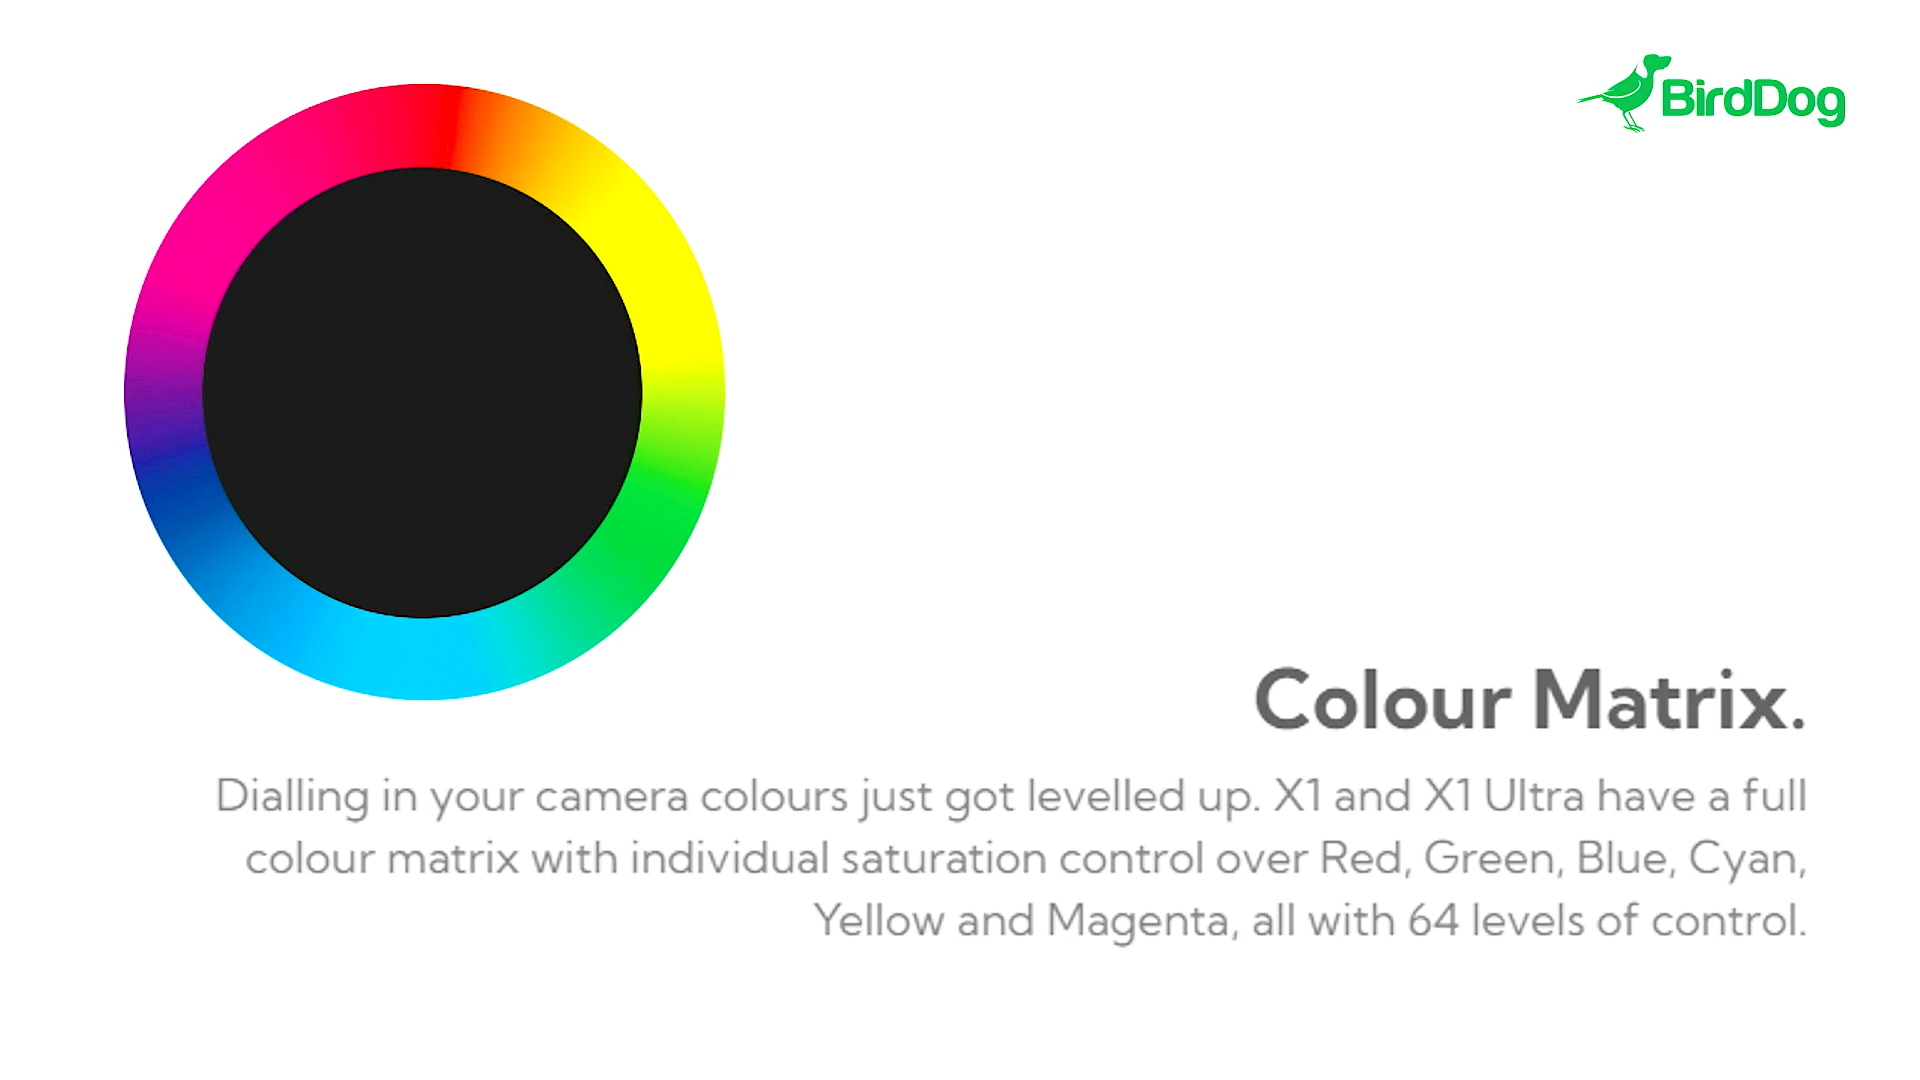 BirdDog
Colour Matrix.
Dialling in your camera colours just got levelled up. X1 and X1 Ultra have a full
colour matrix with individual saturation control over Red, Green, Blue, Cyan,
Yellow and Magenta, all with 64 levels of control.